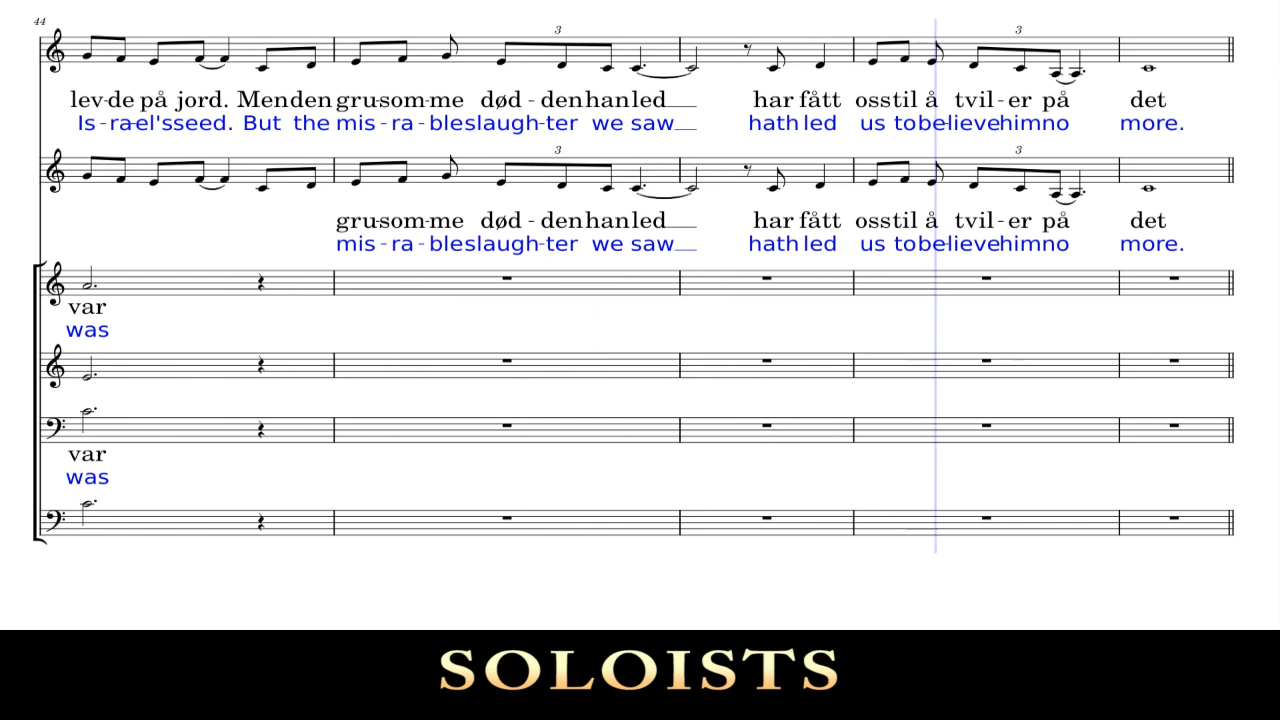 44
3 3
lev-de på jord. Men den gru-som-me død - den han led__ har fått oss til å tvil-er på det
Is-ra-el's seed. But the mis-ra-ble slaugh-ter we saw__ hath led us to be-lieve him no more.
3 3
gru-som-me død - den han led__ har fått oss til å tvil-er på det
mis-ra-ble slaugh-ter we saw__ hath led us to be-lieve him no more.
var
was
var
was
SOLOISTS